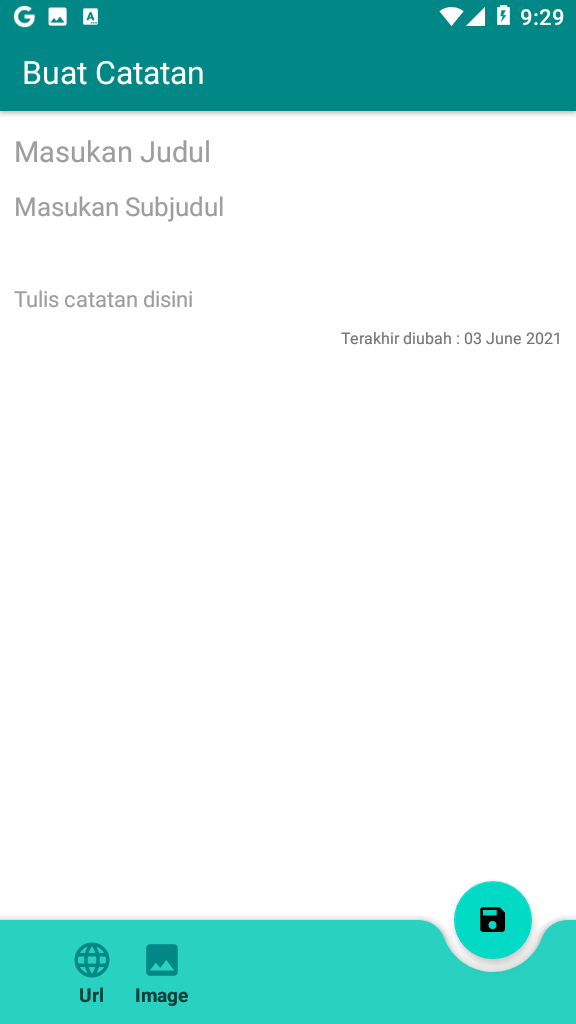 9:29
Buat Catatan
Masukan Judul
Masukan Subjudul
Tulis catatan disini
Terakhir diubah : 03 June 2021
Url
Image